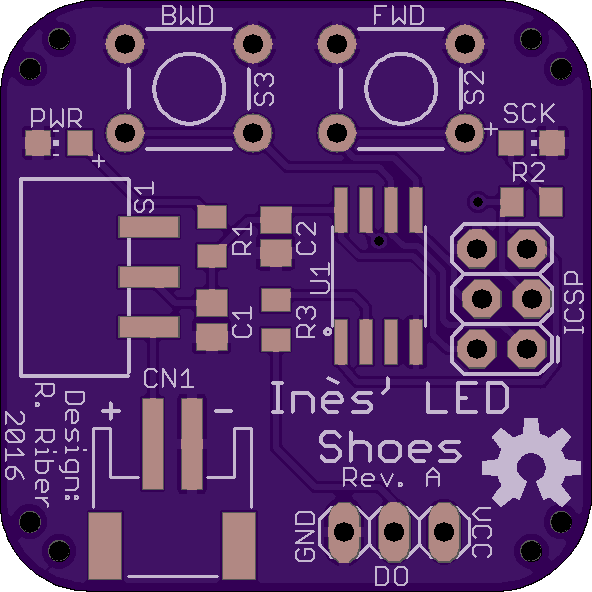 BWD
FWD
S3
S2
PWR
+
+
SCK
R2
S1
R1
C2
U1
C1
R3
ICSP
CN1
+ -
Inès' LED
Shoes
Rev. A
Design:
R. Riber
2016
GND
VCC
DO